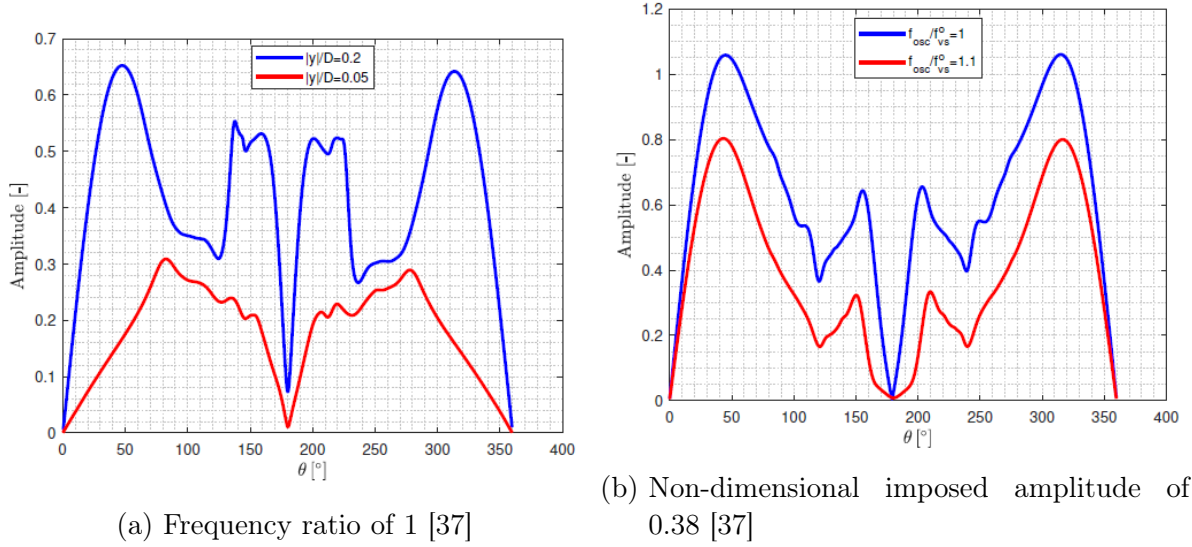 0.7
0.6
0.5
0.4
0.3
0.2
0.1
0
Amplitude [-]
|y|/D=0.2
|y|/D=0.05
0 50 100 150 200 250 300 350 400
θ [°]
(a) Frequency ratio of 1 [37]
1.2
1
0.8
0.6
0.4
0.2
0
Amplitude [-]
f_osc/f°_vs=1
f_osc/f°_vs=1.1
0 50 100 150 200 250 300 350 400
θ [°]
(b) Non-dimensional imposed amplitude of
0.38 [37]